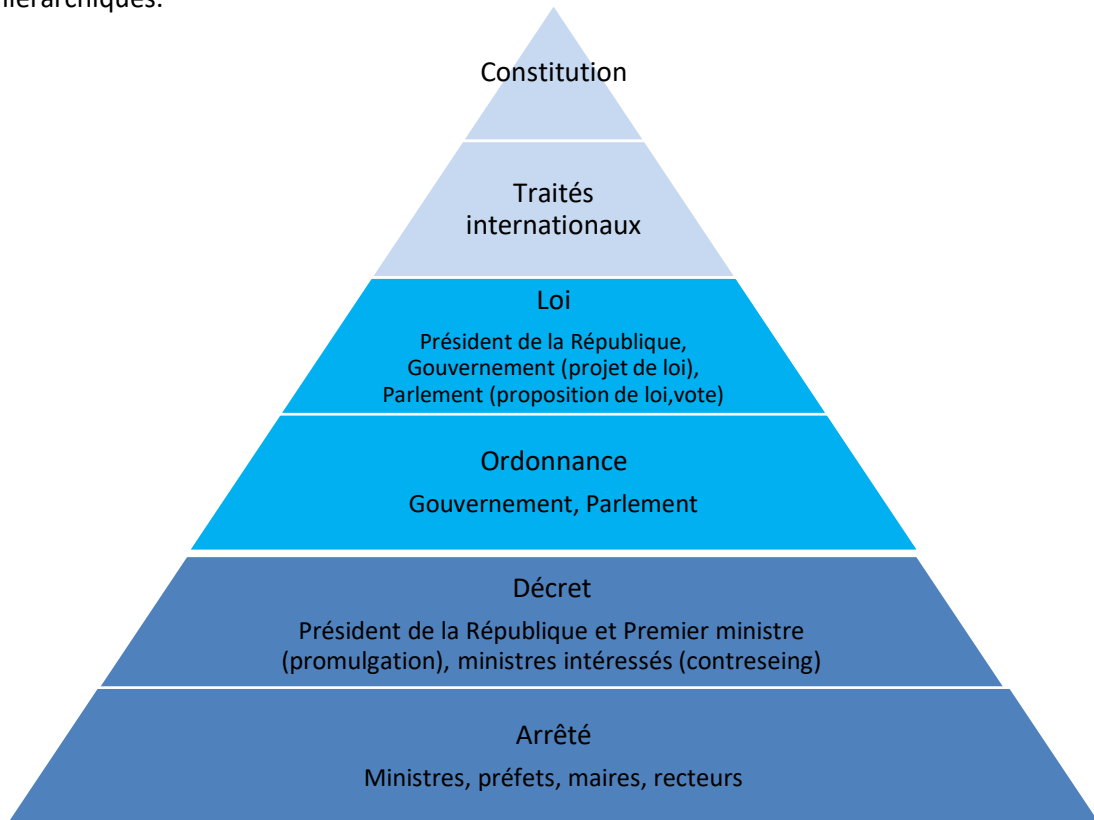 hiérarchiques.
Constitution
Traités
internationaux
Loi
Président de la République,
Gouvernement (projet de loi),
Parlement (proposition de loi,vote)
Ordonnance
Gouvernement, Parlement
Décret
Président de la République et Premier ministre
(promulgation), ministres intéressés (contreseing)
Arrêté
Ministres, préfets, maires, recteurs